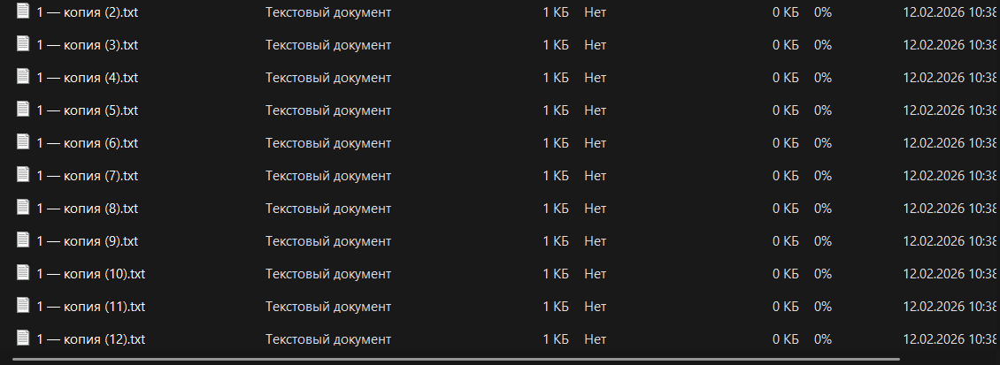 1 — копия (2).txt Текстовый документ 1 КБ Нет 0 КБ 0% 12.02.2026 10:38
1 — копия (3).txt Текстовый документ 1 КБ Нет 0 КБ 0% 12.02.2026 10:38
1 — копия (4).txt Текстовый документ 1 КБ Нет 0 КБ 0% 12.02.2026 10:38
1 — копия (5).txt Текстовый документ 1 КБ Нет 0 КБ 0% 12.02.2026 10:38
1 — копия (6).txt Текстовый документ 1 КБ Нет 0 КБ 0% 12.02.2026 10:38
1 — копия (7).txt Текстовый документ 1 КБ Нет 0 КБ 0% 12.02.2026 10:38
1 — копия (8).txt Текстовый документ 1 КБ Нет 0 КБ 0% 12.02.2026 10:38
1 — копия (9).txt Текстовый документ 1 КБ Нет 0 КБ 0% 12.02.2026 10:38
1 — копия (10).txt Текстовый документ 1 КБ Нет 0 КБ 0% 12.02.2026 10:38
1 — копия (11).txt Текстовый документ 1 КБ Нет 0 КБ 0% 12.02.2026 10:38
1 — копия (12).txt Текстовый документ 1 КБ Нет 0 КБ 0% 12.02.2026 10:38